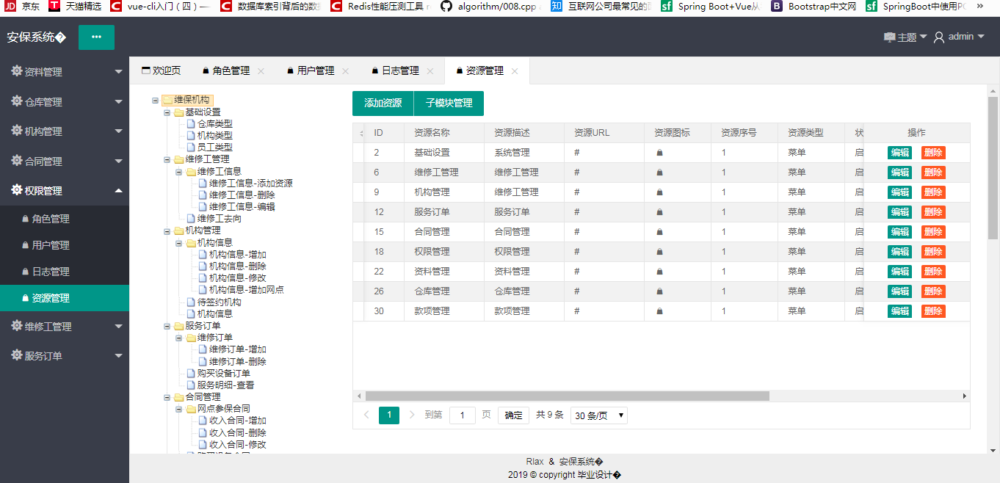 JD 京东 T 天猫精选 C vue-cli入门（四）— C 数据库索引背后的数 C Redis性能压测工具 algorithm/008.cpp 知 互联网公司最常见的 sf Spring Boot+Vue从 B Bootstrap中文网 sf SpringBoot中使用PO »
安保系统� ••• 主题 admin
资料管理
仓库管理
机构管理
合同管理
权限管理
角色管理
用户管理
日志管理
资源管理
维修工管理
服务订单
欢迎页 角色管理 × 用户管理 × 日志管理 × 资源管理 ×
维保机构
基础设置
仓库类型
机构类型
员工类型
维修工管理
维修工信息
维修工信息-添加资源
维修工信息-删除
维修工信息-编辑
维修工去向
机构管理
机构信息
机构信息-增加
机构信息-删除
机构信息-修改
机构信息-增加网点
待签约机构
机构信息
服务订单
维修订单
维修订单-增加
维修订单-删除
购买设备订单
服务明细-查看
合同管理
网点参保合同
收入合同-增加
收入合同-删除
收入合同-修改
添加资源 子模块管理
ID 资源名称 资源描述 资源URL 资源图标 资源序号 资源类型 状 操作
2 基础设置 系统管理 # 1 菜单 启 编辑 删除
6 维修工管理 维修工管理 # 1 菜单 启 编辑 删除
9 机构管理 维修工管理 # 1 菜单 启 编辑 删除
12 服务订单 服务订单 # 1 菜单 启 编辑 删除
15 合同管理 合同管理 # 1 菜单 启 编辑 删除
18 权限管理 权限管理 # 1 菜单 启 编辑 删除
22 资料管理 资料管理 # 1 菜单 启 编辑 删除
26 仓库管理 仓库管理 # 1 菜单 启 编辑 删除
30 款项管理 款项管理 # 1 菜单 启 编辑 删除
1 到第 1 页 确定 共 9 条 30 条/页
Rlax & 安保系统�
2019 © copyright 毕业设计�